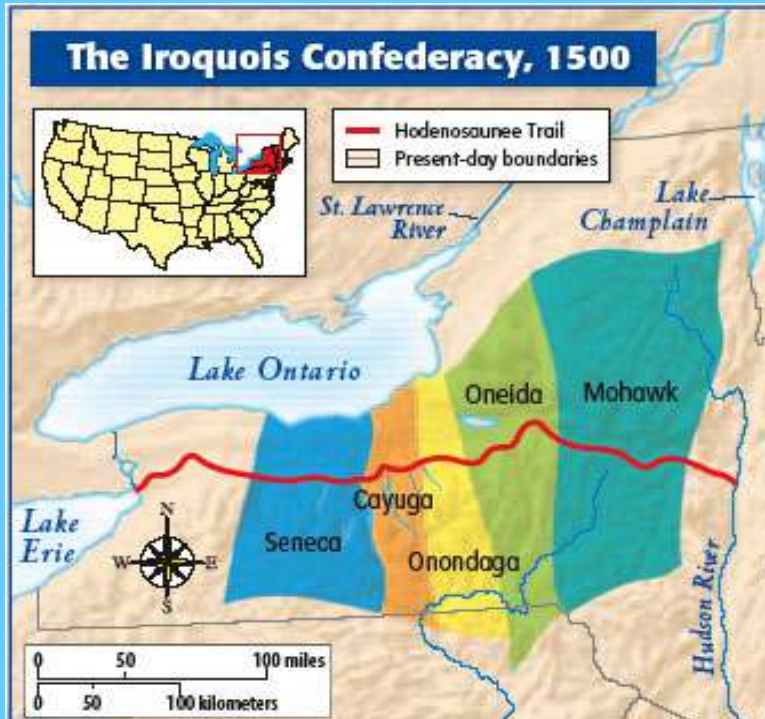 The Iroquois Confederacy, 1500
Hodenosaunee Trail
Present-day boundaries
St. Lawrence
River
Lake
Champlain
Lake Ontario
Oneida
Mohawk
Cayuga
Seneca
Onondaga
Lake
Erie
N
W
E
S
Hudson River
0 50 100 miles
0 50 100 kilometers